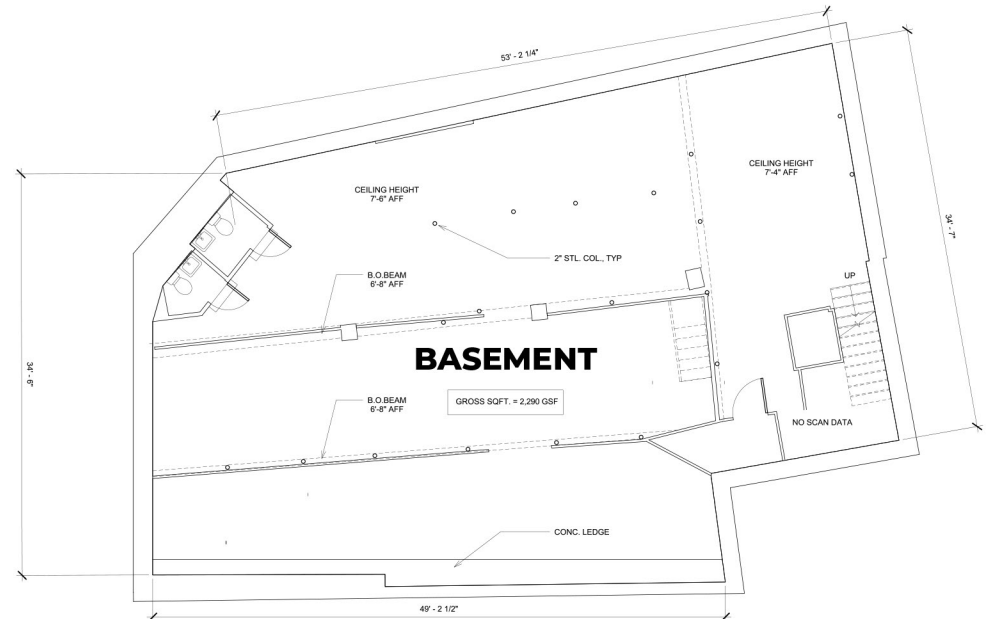 53' - 2 1/4"
CEILING HEIGHT
7'-4" AFF
CEILING HEIGHT
7'-6" AFF
34' - 7"
2" STL. COL., TYP
B.O.BEAM
6'-8" AFF
UP
BASEMENT
34' - 6"
B.O.BEAM
6'-8" AFF
GROSS SQFT. = 2,290 GSF
NO SCAN DATA
CONC. LEDGE
49' - 2 1/2"